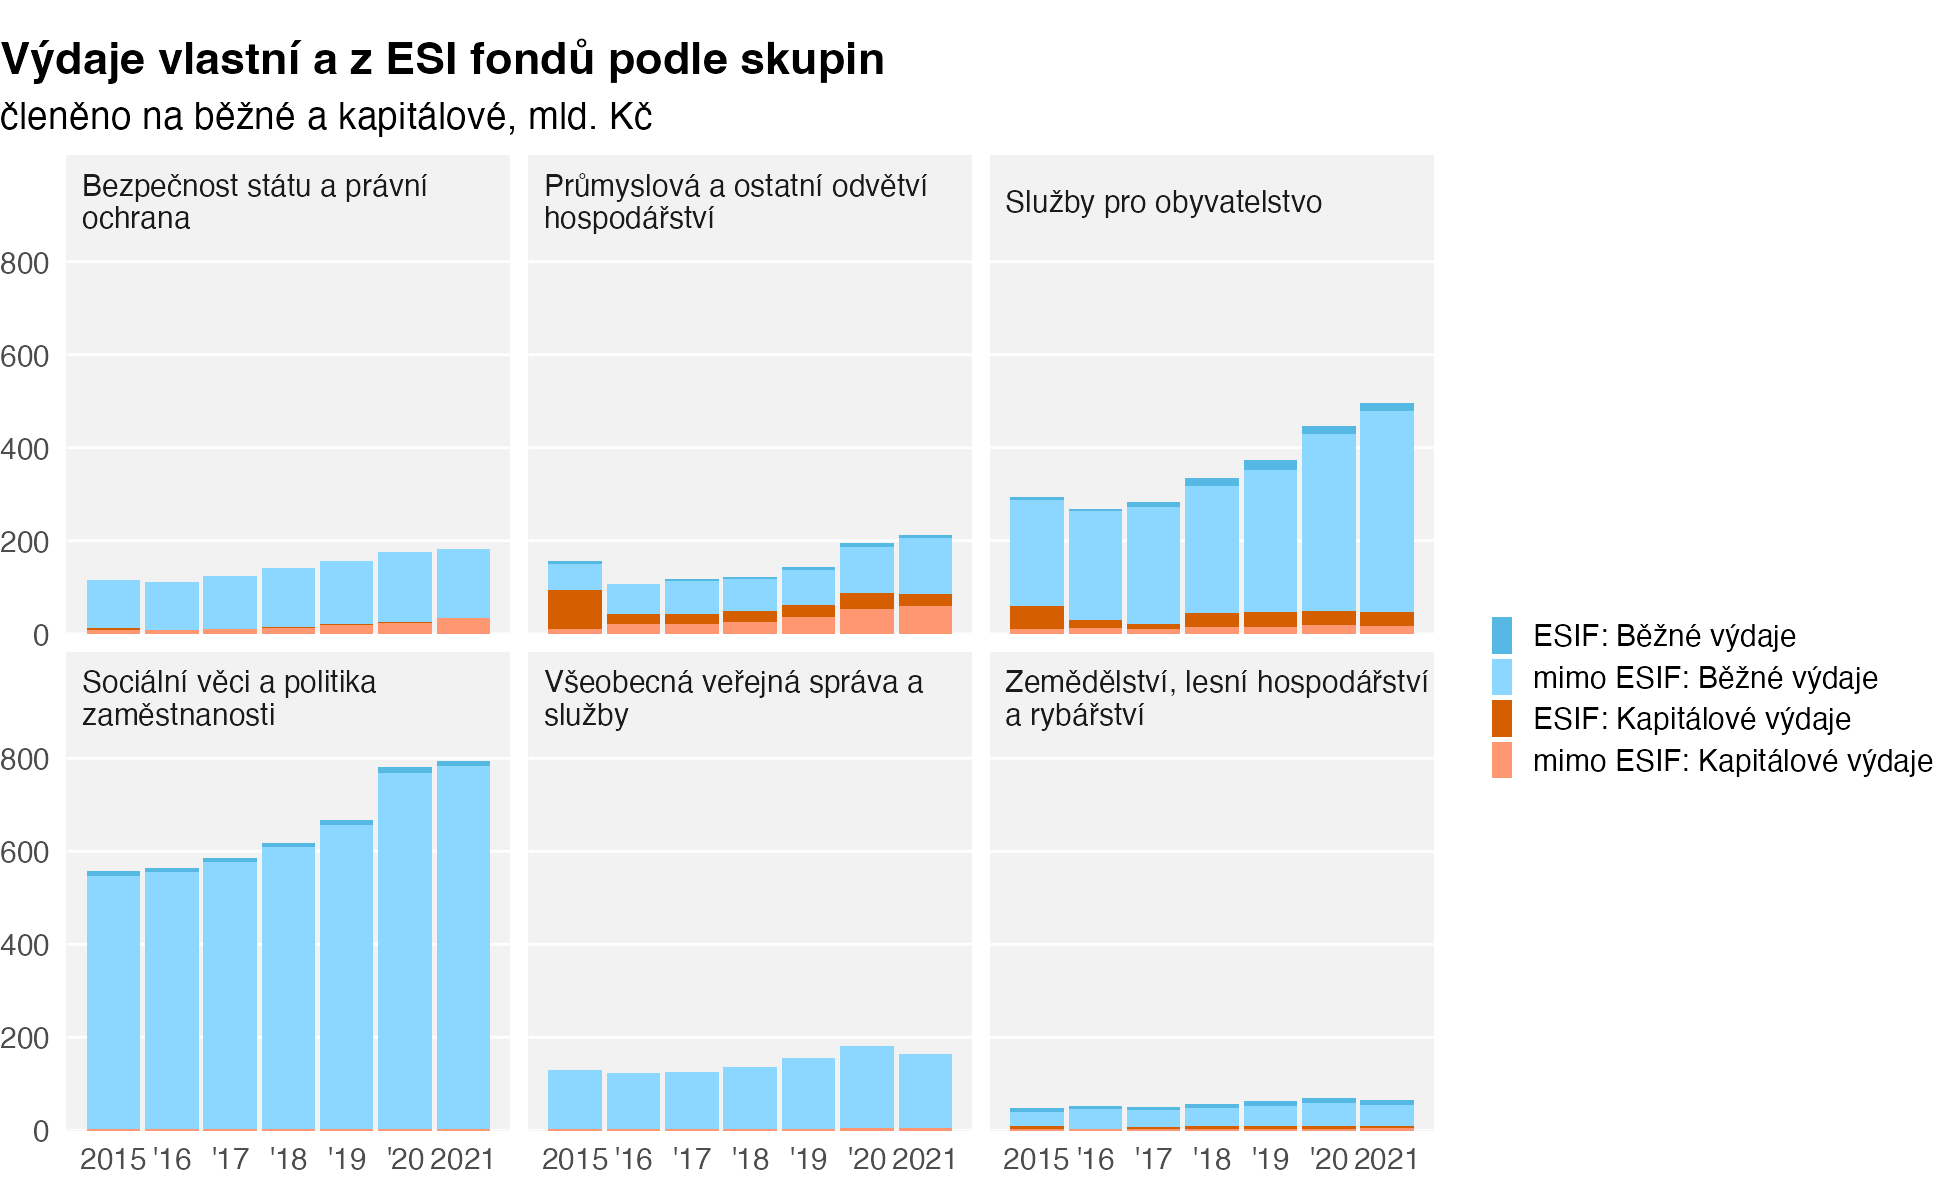 Výdaje vlastní a z ESI fondů podle skupin
členěno na běžné a kapitálové, mld. Kč
Bezpečnost státu a právní
ochrana
Průmyslová a ostatní odvětví
hospodářství
Služby pro obyvatelstvo
800
600
400
200
0
Sociální věci a politika
zaměstnanosti
Všeobecná veřejná správa a
služby
Zemědělství, lesní hospodářství
a rybářství
800
600
400
200
0
2015 '16 '17 '18 '19 '20 2021
2015 '16 '17 '18 '19 '20 2021
2015 '16 '17 '18 '19 '20 2021
ESIF: Běžné výdaje
mimo ESIF: Běžné výdaje
ESIF: Kapitálové výdaje
mimo ESIF: Kapitálové výdaje